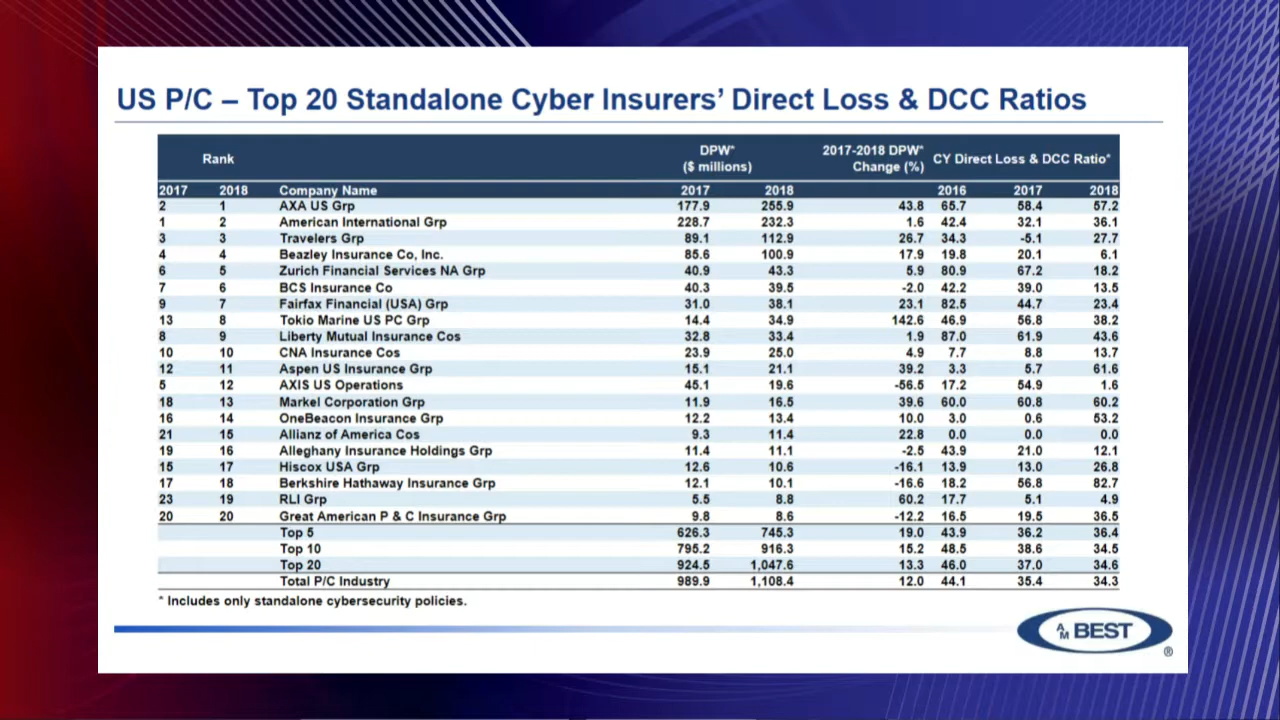 US P/C – Top 20 Standalone Cyber Insurers' Direct Loss & DCC Ratios
Rank DPW* ($ millions) 2017-2018 DPW* Change (%) CY Direct Loss & DCC Ratio*
2017 2018 Company Name 2017 2018 2016 2017 2018
2 1 AXA US Grp 177.9 255.9 43.8 65.7 58.4 57.2
1 2 American International Grp 228.7 232.3 1.6 42.4 32.1 36.1
3 3 Travelers Grp 89.1 112.9 26.7 34.3 -5.1 27.7
4 4 Beazley Insurance Co, Inc. 85.6 100.9 17.9 19.8 20.1 6.1
6 5 Zurich Financial Services NA Grp 40.9 43.3 5.9 80.9 67.2 18.2
7 6 BCS Insurance Co 40.3 39.5 -2.0 42.2 39.0 13.5
9 7 Fairfax Financial (USA) Grp 31.0 38.1 23.1 82.5 44.7 23.4
13 8 Tokio Marine US PC Grp 14.4 34.9 142.6 46.9 56.8 38.2
8 9 Liberty Mutual Insurance Cos 32.8 33.4 1.9 87.0 61.9 43.6
10 10 CNA Insurance Cos 23.9 25.0 4.9 7.7 8.8 13.7
12 11 Aspen US Insurance Grp 15.1 21.1 39.2 3.3 5.7 61.6
5 12 AXIS US Operations 45.1 19.6 -56.5 17.2 54.9 1.6
18 13 Markel Corporation Grp 11.9 16.5 39.6 60.0 60.8 60.2
16 14 OneBeacon Insurance Grp 12.2 13.4 10.0 3.0 0.6 53.2
21 15 Allianz of America Cos 9.3 11.4 22.8 0.0 0.0 0.0
19 16 Alleghany Insurance Holdings Grp 11.4 11.1 -2.5 43.9 21.0 12.1
15 17 Hiscox USA Grp 12.6 10.6 -16.1 13.9 13.0 26.8
17 18 Berkshire Hathaway Insurance Grp 12.1 10.1 -16.6 18.2 56.8 82.7
23 19 RLI Grp 5.5 8.8 60.2 17.7 5.1 4.9
20 20 Great American P & C Insurance Grp 9.8 8.6 -12.2 16.5 19.5 36.5
Top 5 626.3 745.3 19.0 43.9 36.2 36.4
Top 10 795.2 916.3 15.2 48.5 38.6 34.5
Top 20 924.5 1,047.6 13.3 46.0 37.0 34.6
Total P/C Industry 989.9 1,108.4 12.0 44.1 35.4 34.3
* Includes only standalone cybersecurity policies.
AM BEST ®